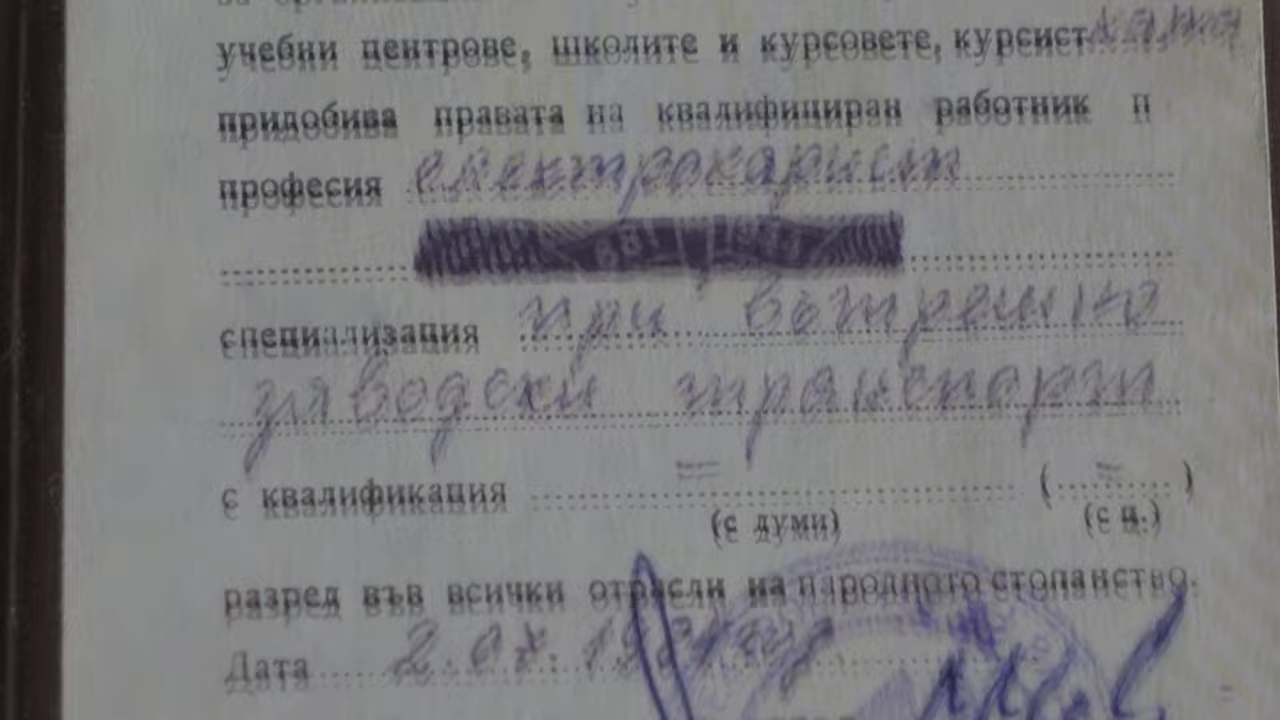 учебни центрове, школите и курсовете, курсист
придобива правата на квалифициран работник п
професия електрокарист
специализация при вътрешно
заводски транспорт
с квалификация = ( = )
(с думи) (с ц.)
разред във всички отрасли на народното стопанство.
Дата